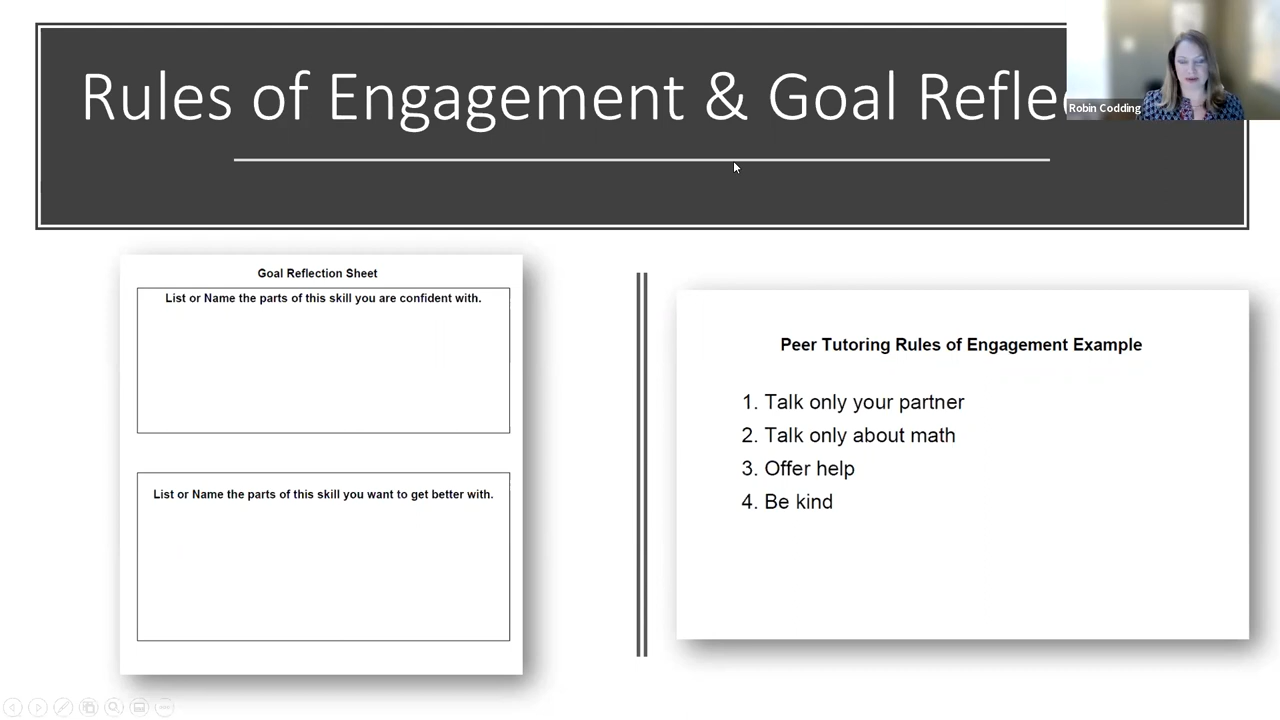 Rules of Engagement & Goal Refle
Robin Codding
Goal Reflection Sheet
List or Name the parts of this skill you are confident with.
List or Name the parts of this skill you want to get better with.
Peer Tutoring Rules of Engagement Example
1. Talk only your partner
2. Talk only about math
3. Offer help
4. Be kind